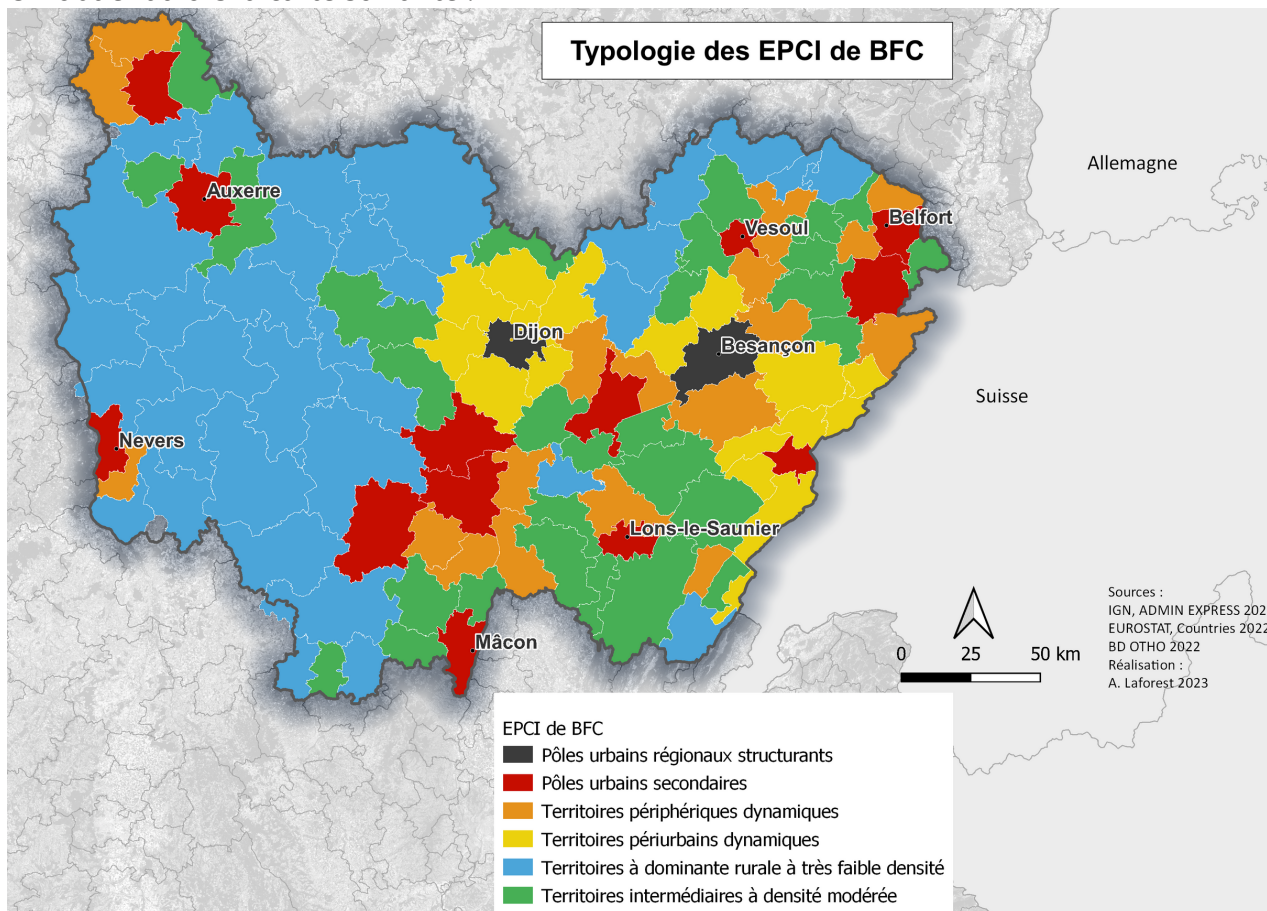 Typologie des EPCI de BFC
Allemagne
Auxerre
Belfort
Vesoul
Dijon
Besançon
Suisse
Nevers
Lons-le-Saunier
Mâcon
0 25 50 km
Sources :
IGN, ADMIN EXPRESS 202
EUROSTAT, Countries 2022
BD OTHO 2022
Réalisation :
A. Laforest 2023
EPCI de BFC
Pôles urbains régionaux structurants
Pôles urbains secondaires
Territoires périphériques dynamiques
Territoires périurbains dynamiques
Territoires à dominante rurale à très faible densité
Territoires intermédiaires à densité modérée